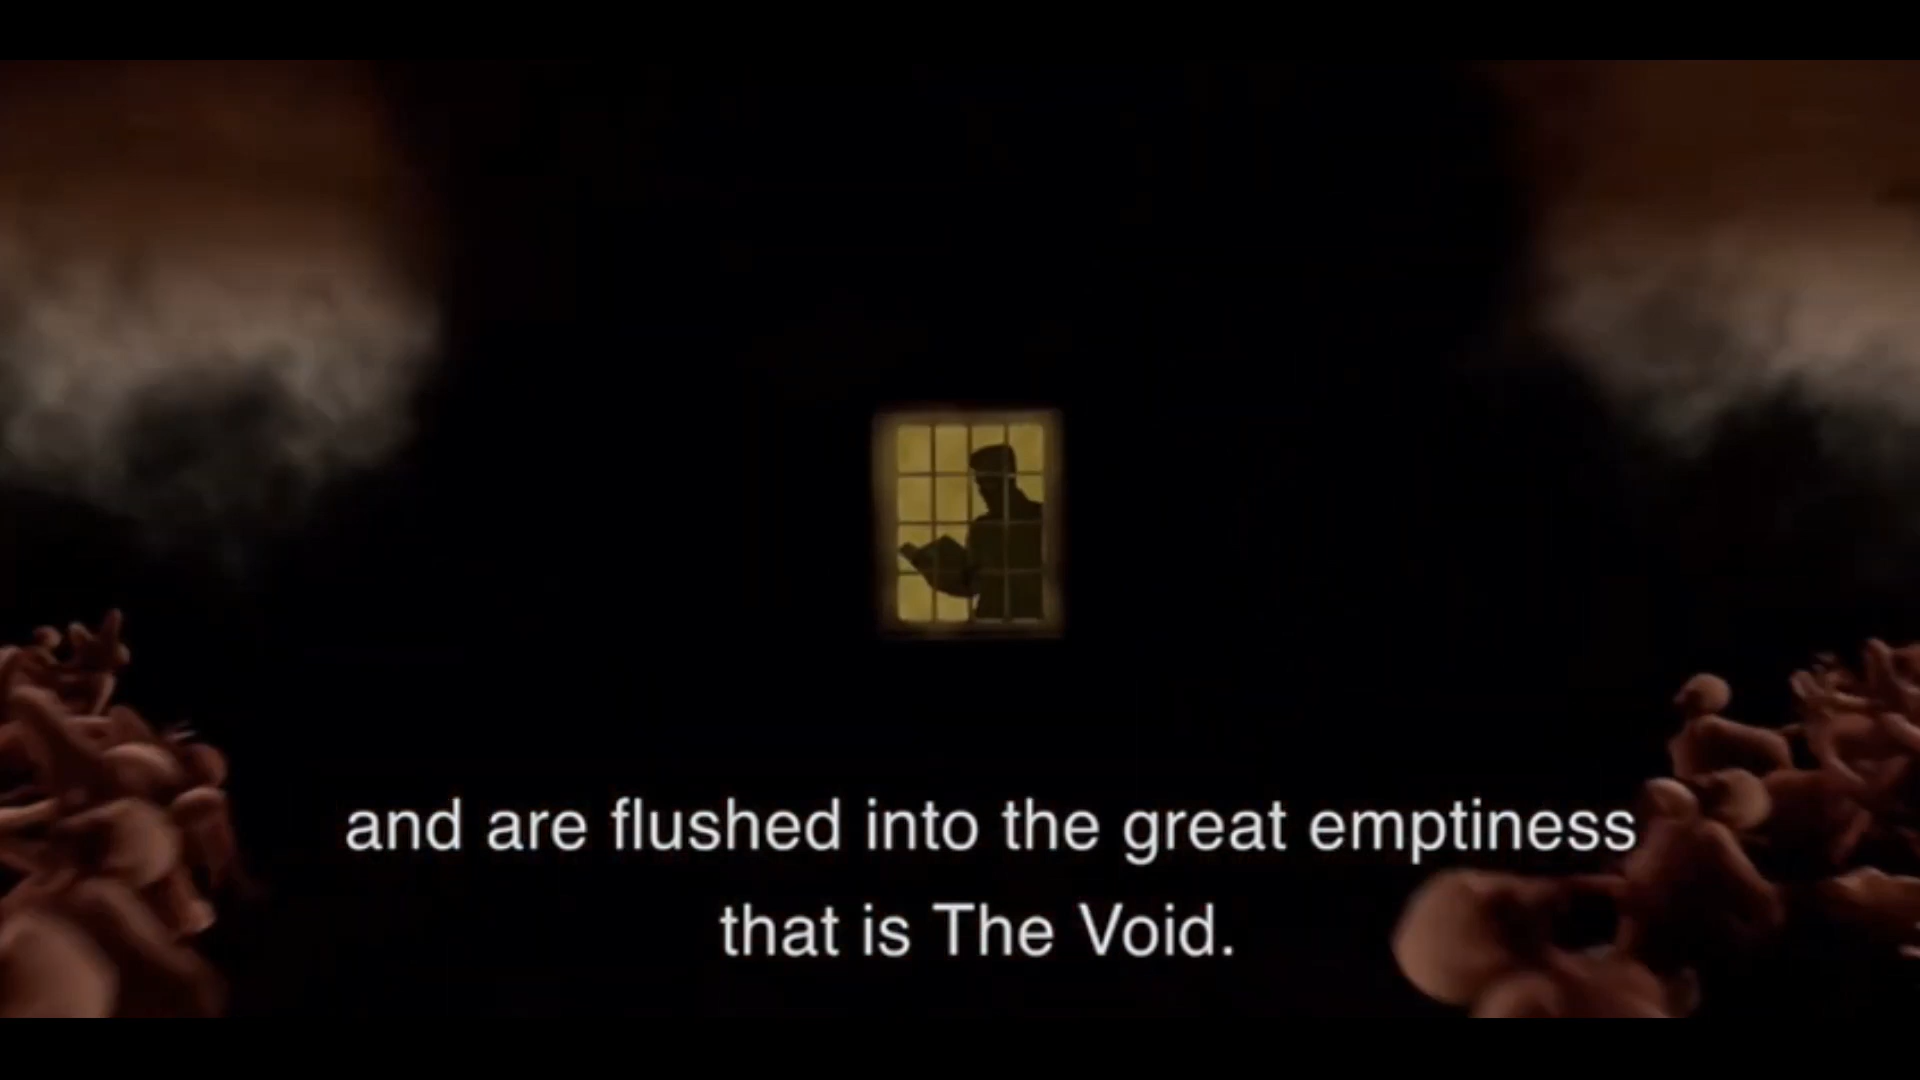 and are flushed into the great emptiness
that is The Void.